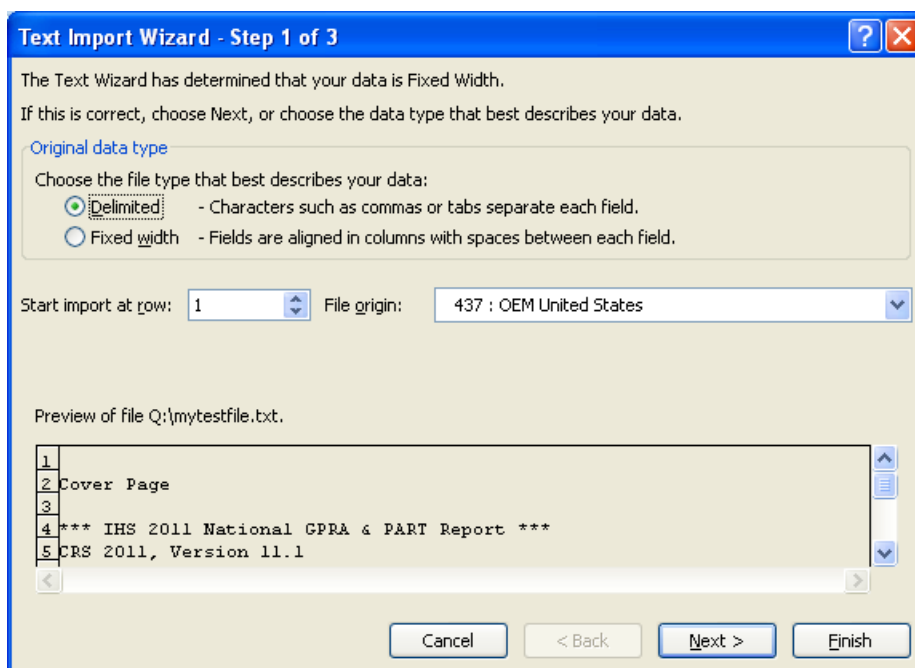 Text Import Wizard - Step 1 of 3
The Text Wizard has determined that your data is Fixed Width.
If this is correct, choose Next, or choose the data type that best describes your data.
Original data type
Choose the file type that best describes your data:
Delimited - Characters such as commas or tabs separate each field.
Fixed width - Fields are aligned in columns with spaces between each field.
Start import at row: 1 File origin: 437 : OEM United States
Preview of file Q:\mytestfile.txt.
1
2 Cover Page
3
4 *** IHS 2011 National GPRA & PART Report ***
5 CRS 2011, Version 11.1
Cancel < Back Next > Finish